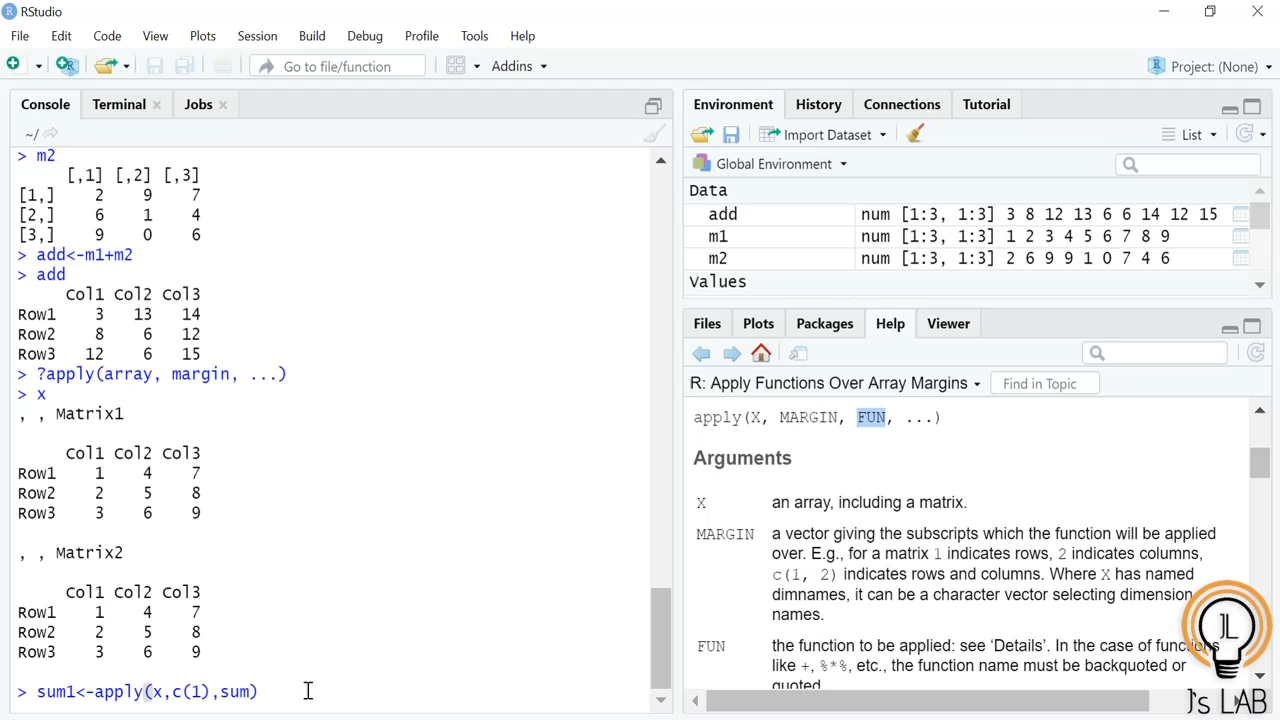 RStudio
File Edit Code View Plots Session Build Debug Profile Tools Help
Go to file/function Addins Project: (None)
Console Terminal Jobs
~/
> m2
[,1] [,2] [,3]
[1,] 2 9 7
[2,] 6 1 4
[3,] 9 0 6
> add<-m1+m2
> add
Col1 Col2 Col3
Row1 3 13 14
Row2 8 6 12
Row3 12 6 15
> ?apply(array, margin, ...)
> x
, , Matrix1
Col1 Col2 Col3
Row1 1 4 7
Row2 2 5 8
Row3 3 6 9
, , Matrix2
Col1 Col2 Col3
Row1 1 4 7
Row2 2 5 8
Row3 3 6 9
> sum1<-apply(x,c(1),sum)
Environment History Connections Tutorial
Import Dataset List
Global Environment
Data
add num [1:3, 1:3] 3 8 12 13 6 6 14 12 15
m1 num [1:3, 1:3] 1 2 3 4 5 6 7 8 9
m2 num [1:3, 1:3] 2 6 9 9 1 0 7 4 6
Values
Files Plots Packages Help Viewer
R: Apply Functions Over Array Margins Find in Topic
apply(X, MARGIN, FUN, ...)
Arguments
X an array, including a matrix.
MARGIN a vector giving the subscripts which the function will be applied
over. E.g., for a matrix 1 indicates rows, 2 indicates columns,
c(1, 2) indicates rows and columns. Where X has named
dimnames, it can be a character vector selecting dimension
names.
FUN the function to be applied: see ‘Details’. In the case of functions
like +, %*%, etc., the function name must be backquoted or
quoted.
JL
J's LAB